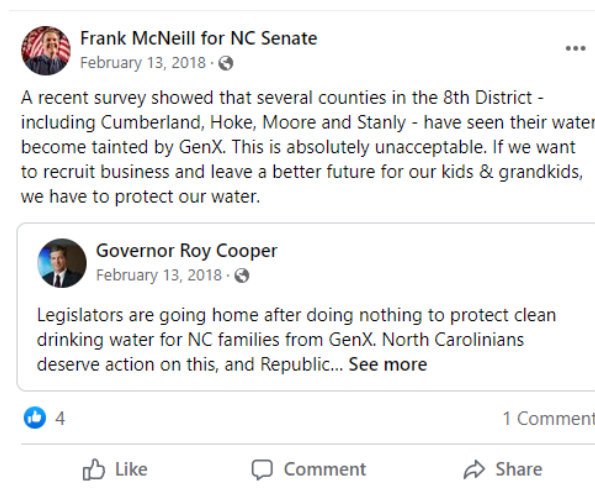 Frank McNeill for NC Senate
February 13, 2018 ·
A recent survey showed that several counties in the 8th District -
including Cumberland, Hoke, Moore and Stanly - have seen their water
become tainted by GenX. This is absolutely unacceptable. If we want
to recruit business and leave a better future for our kids & grandkids,
we have to protect our water.
Governor Roy Cooper
February 13, 2018 ·
Legislators are going home after doing nothing to protect clean
drinking water for NC families from GenX. North Carolinians
deserve action on this, and Republic... See more
4
1 Comment
Like
Comment
Share